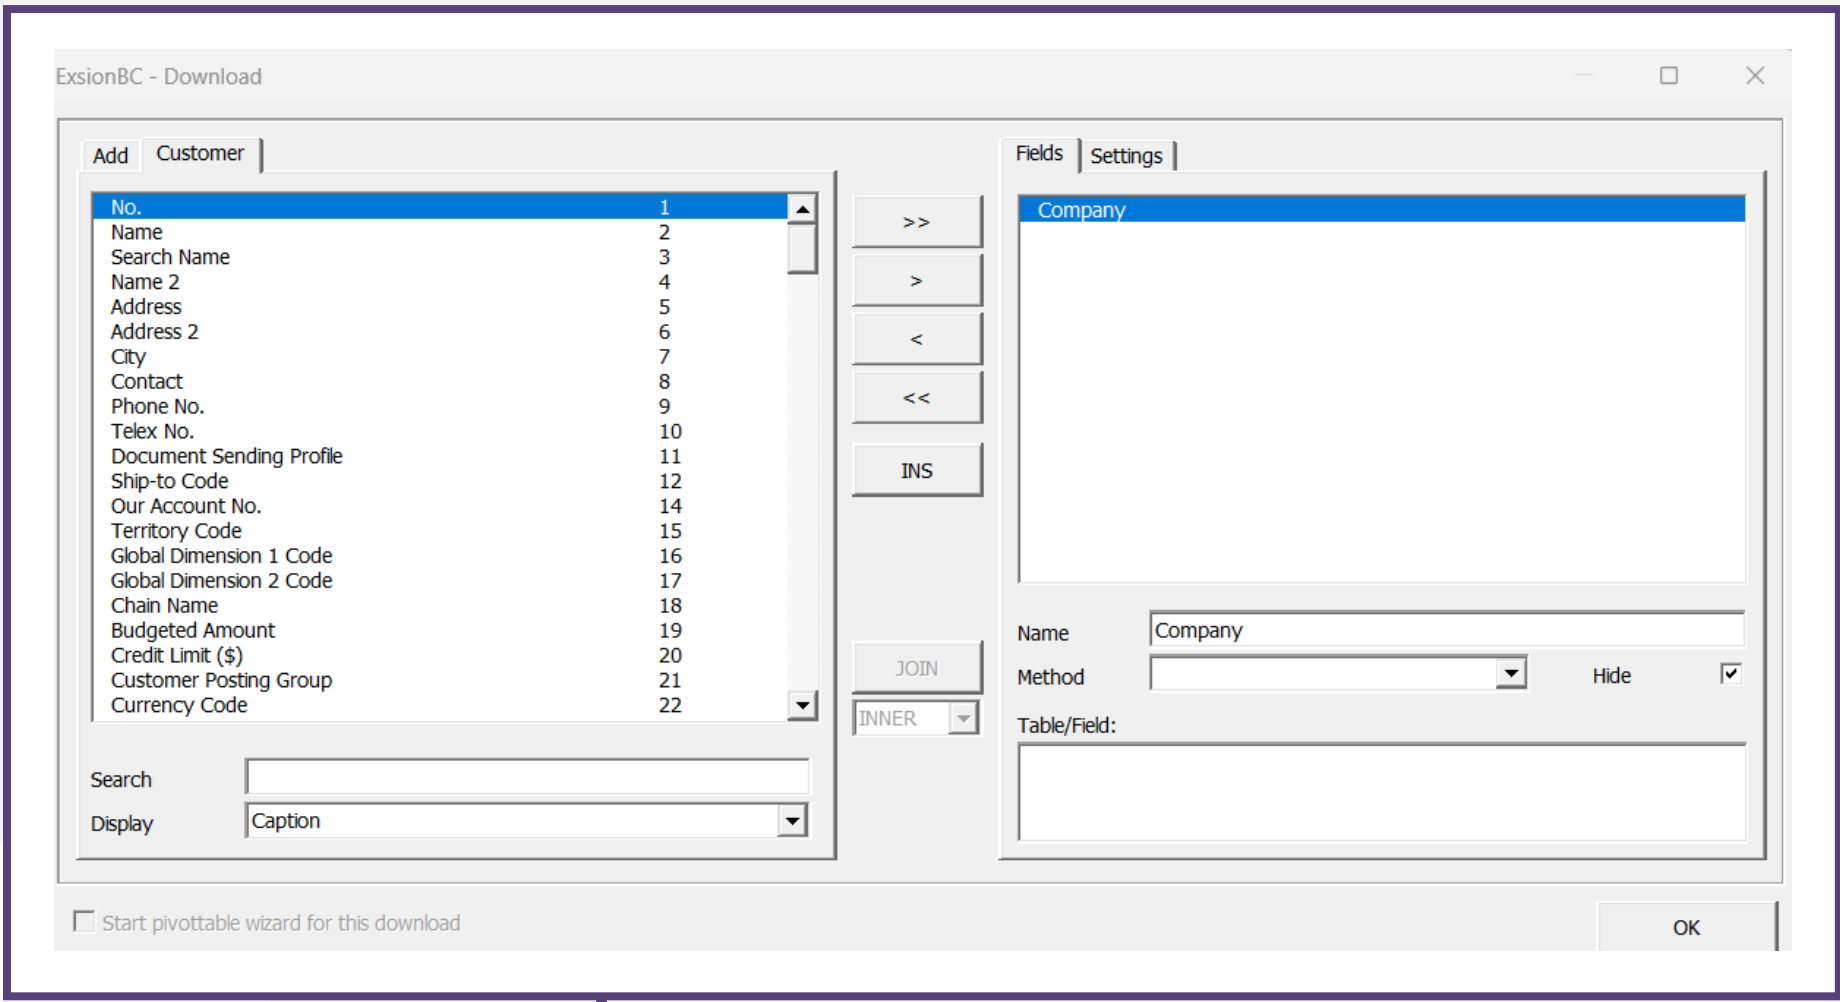 ExsionBC - Download
Add Customer
No. 1
Name 2
Search Name 3
Name 2 4
Address 5
Address 2 6
City 7
Contact 8
Phone No. 9
Telex No. 10
Document Sending Profile 11
Ship-to Code 12
Our Account No. 14
Territory Code 15
Global Dimension 1 Code 16
Global Dimension 2 Code 17
Chain Name 18
Budgeted Amount 19
Credit Limit ($) 20
Customer Posting Group 21
Currency Code 22
Search
Display Caption
>>
>
<
<<
INS
JOIN
INNER
Fields Settings
Company
Name Company
Method Hide
Table/Field:
Start pivottable wizard for this download
OK